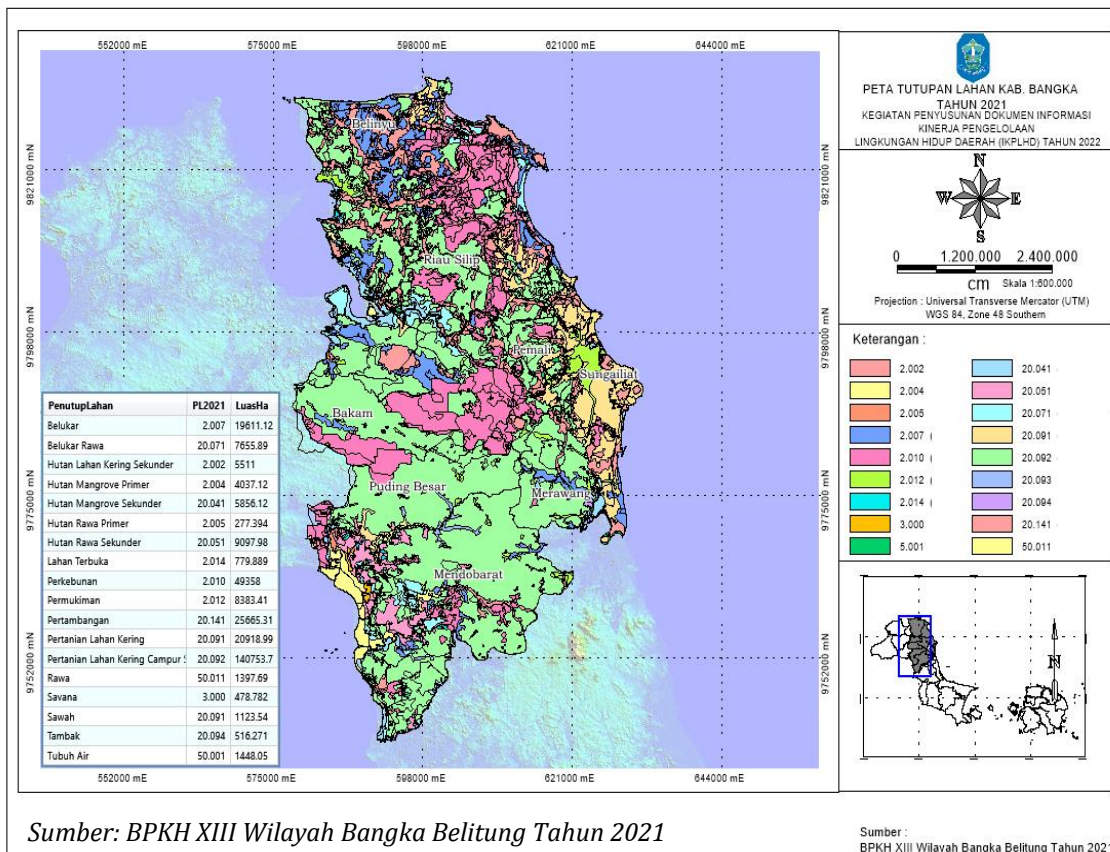 552000 mE 575000 mE 598000 mE 621000 mE 644000 mE
9821000 mN 9821000 mN
9798000 mN 9798000 mN
9775000 mN 9775000 mN
9752000 mN 9752000 mN
Belinyu
Riau Silip
Pemali
Sungailiat
Bakam
Puding Besar
Merawang
Mendobarat
PenutupLahan PL2021 LuasHa
Belukar 2.007 19611.12
Belukar Rawa 20.071 7655.89
Hutan Lahan Kering Sekunder 2.002 5511
Hutan Mangrove Primer 2.004 4037.12
Hutan Mangrove Sekunder 20.041 5856.12
Hutan Rawa Primer 2.005 277.394
Hutan Rawa Sekunder 20.051 9097.98
Lahan Terbuka 2.014 779.889
Perkebunan 2.010 49358
Permukiman 2.012 8383.41
Pertambangan 20.141 25665.31
Pertanian Lahan Kering 20.091 20918.99
Pertanian Lahan Kering Campur 20.092 140753.7
Rawa 50.011 1397.69
Savana 3.000 478.782
Sawah 20.091 1123.54
Tambak 20.094 516.271
Tubuh Air 50.001 1448.05
552000 mE 575000 mE 598000 mE 621000 mE 644000 mE
PETA TUTUPAN LAHAN KAB. BANGKA
TAHUN 2021
KEGIATAN PENYUSUNAN DOKUMEN INFORMASI
KINERJA PENGELOLAAN
LINGKUNGAN HIDUP DAERAH (IKPLHD) TAHUN 2022
N
W E
S
0 1.200.000 2.400.000
cm Skala 1:600.000
Projection : Universal Transverse Mercator (UTM)
WGS 84, Zone 48 Southern
Keterangan :
2.002 20.041
2.004 20.051
2.005 20.071
2.007 ( 20.091
2.010 ( 20.092
2.012 ( 20.093
2.014 ( 20.094
3.000 20.141
5.001 50.011
N
Sumber: BPKH XIII Wilayah Bangka Belitung Tahun 2021
Sumber :
BPKH XIII Wilayah Bangka Belitung Tahun 2021